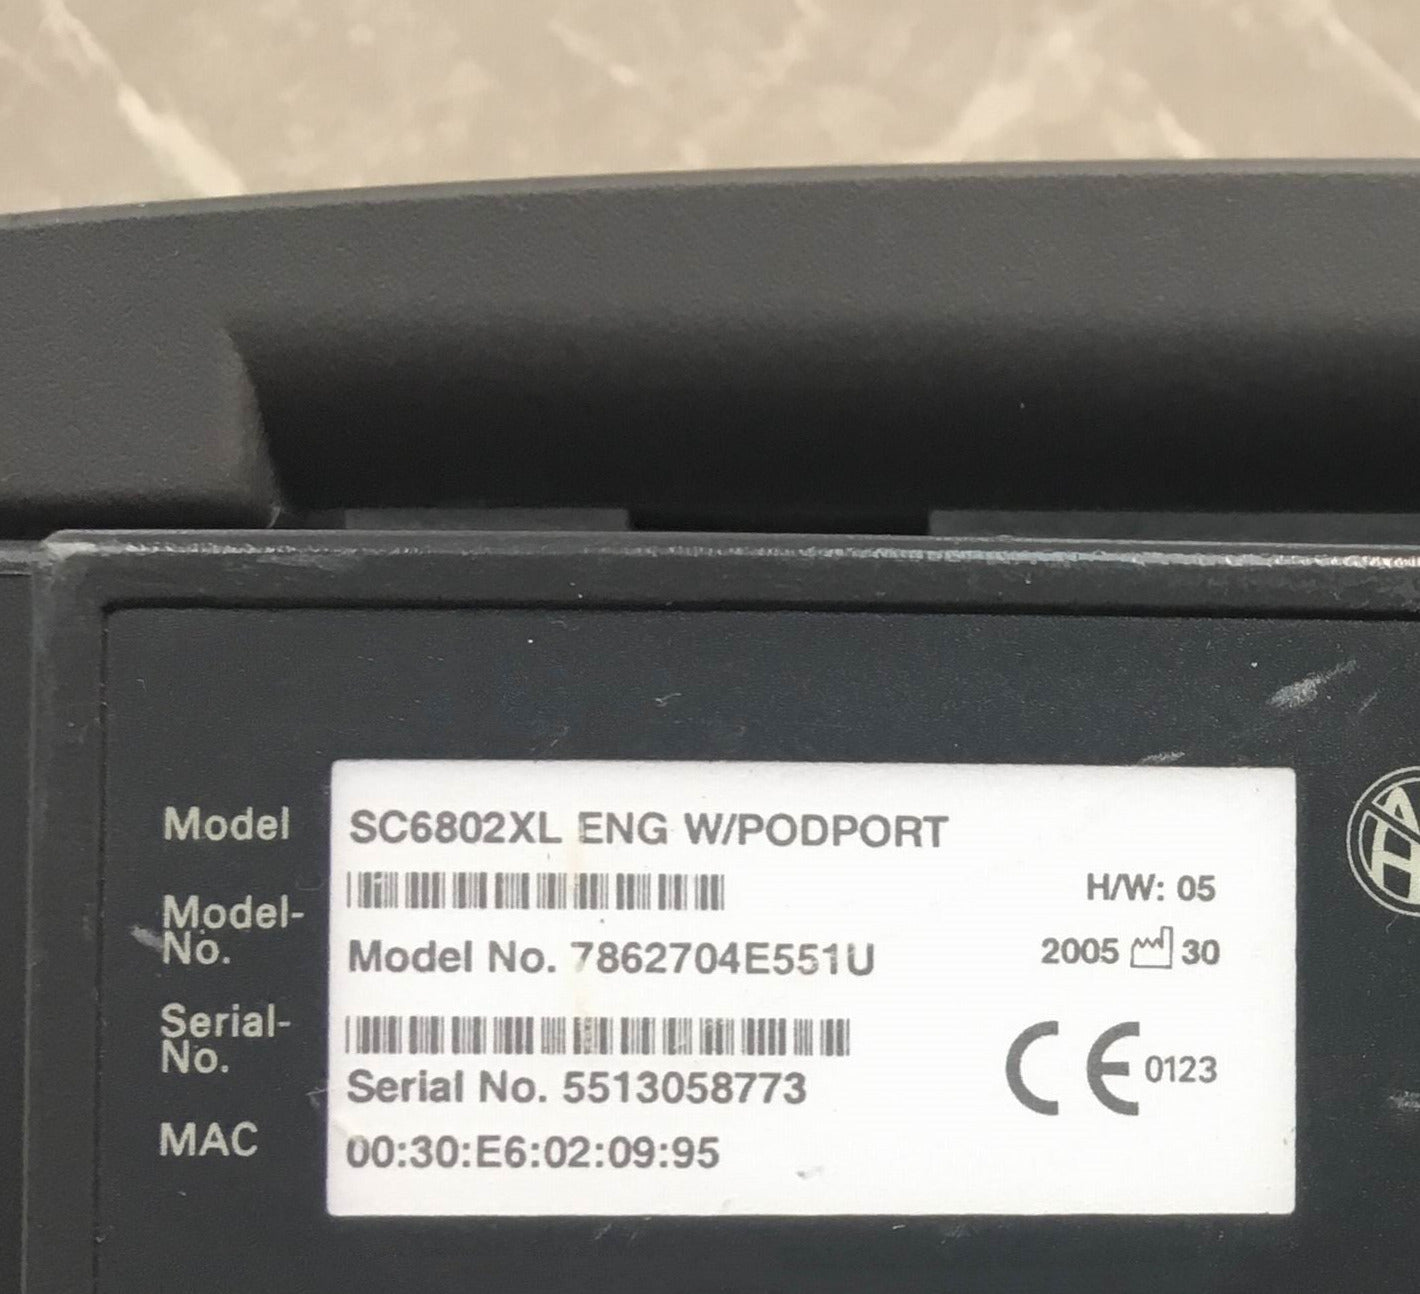 Model
SC6802XL ENG W/PODPORT
H/W: 05
Model-
No.
Model No. 7862704E551U
2005 30
Serial-
No.
Serial No. 5513058773
CE 0123
MAC
00:30:E6:02:09:95